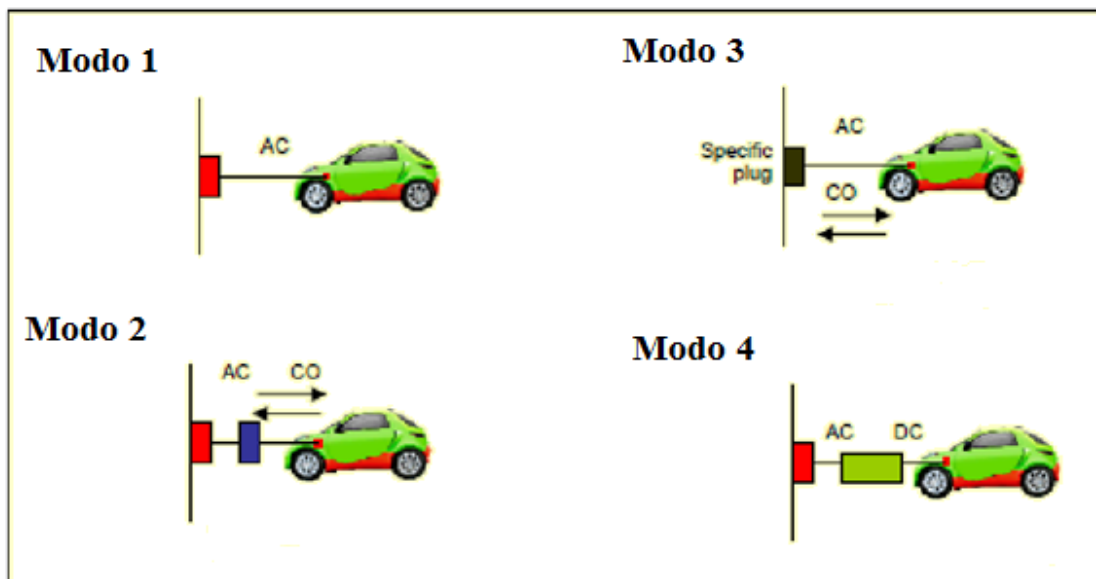 Modo 1
AC
Modo 3
AC
Specific
plug
CO
Modo 2
AC CO
Modo 4
AC DC